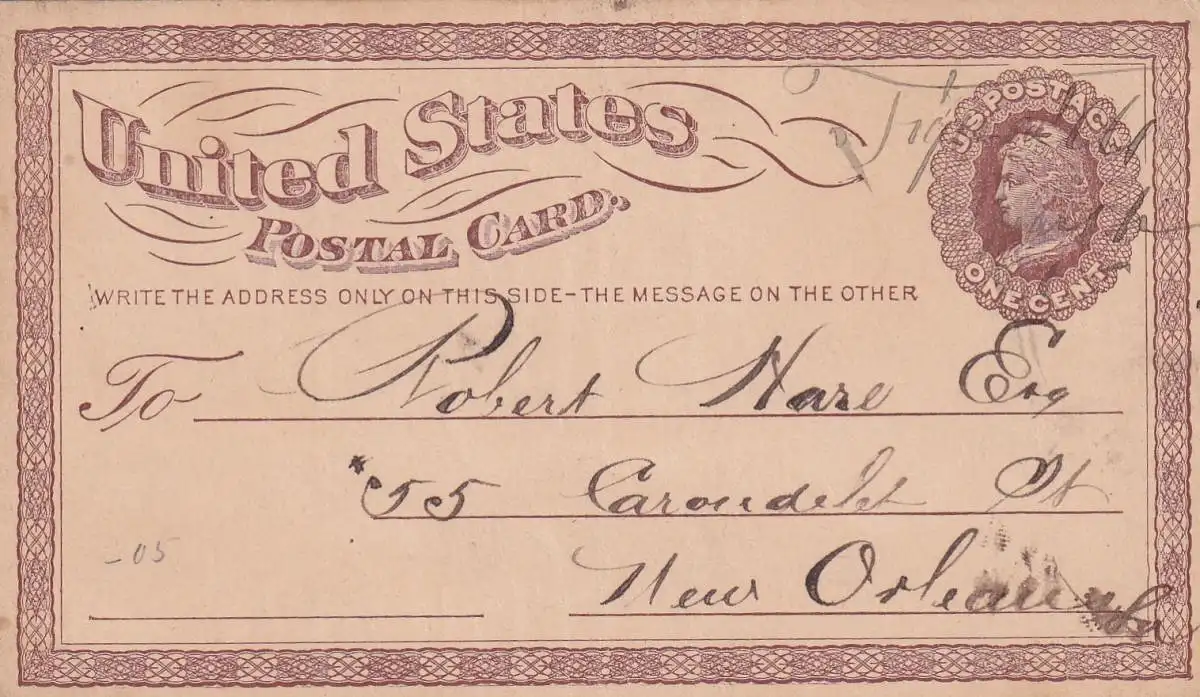 United States
POSTAL CARD.
U.S. POSTAGE
ONE CENT
WRITE THE ADDRESS ONLY ON THIS SIDE-THE MESSAGE ON THE OTHER
To Robert Hare Esq
55 Carondelet St
New Orleans
-05